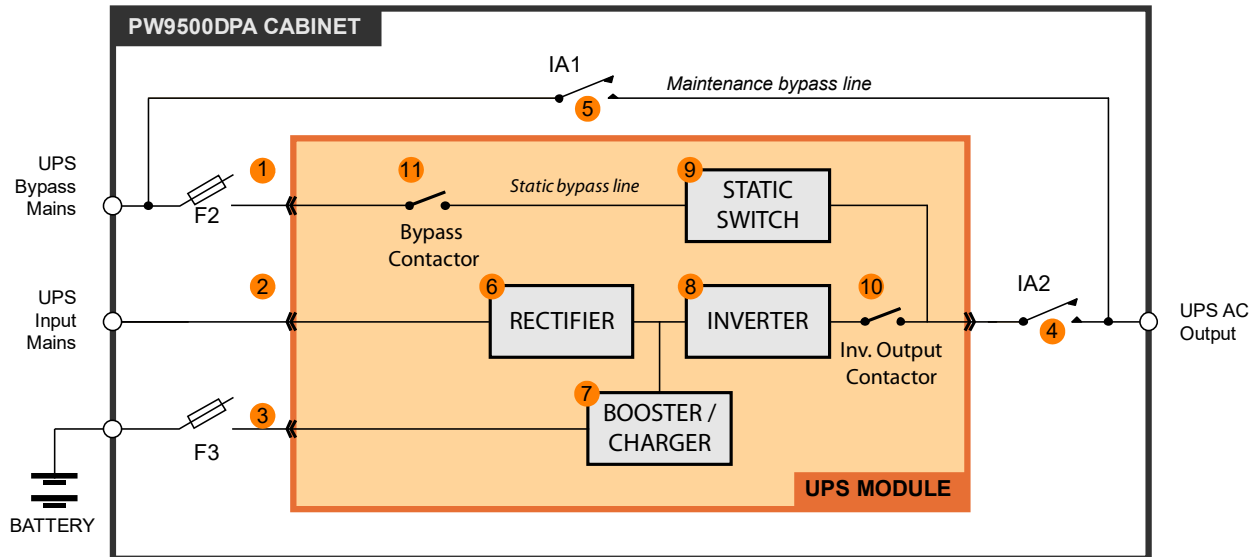 PW9500DPA CABINET
IA1
Maintenance bypass line
5
UPS
Bypass
Mains
1
F2
11
Static bypass line
9
STATIC
SWITCH
Bypass
Contactor
UPS
Input
Mains
2
6
RECTIFIER
8
INVERTER
10
Inv. Output
Contactor
IA2
4
UPS AC
Output
3
F3
7
BOOSTER /
CHARGER
BATTERY
UPS MODULE